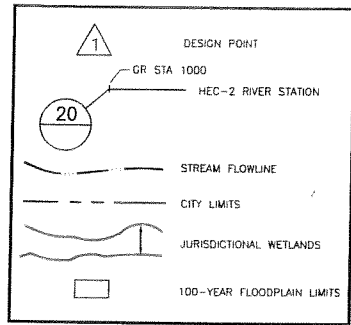 1 DESIGN POINT
GR STA 1000
HEC-2 RIVER STATION
20
STREAM FLOWLINE
CITY LIMITS
JURISDICTIONAL WETLANDS
100-YEAR FLOODPLAIN LIMITS